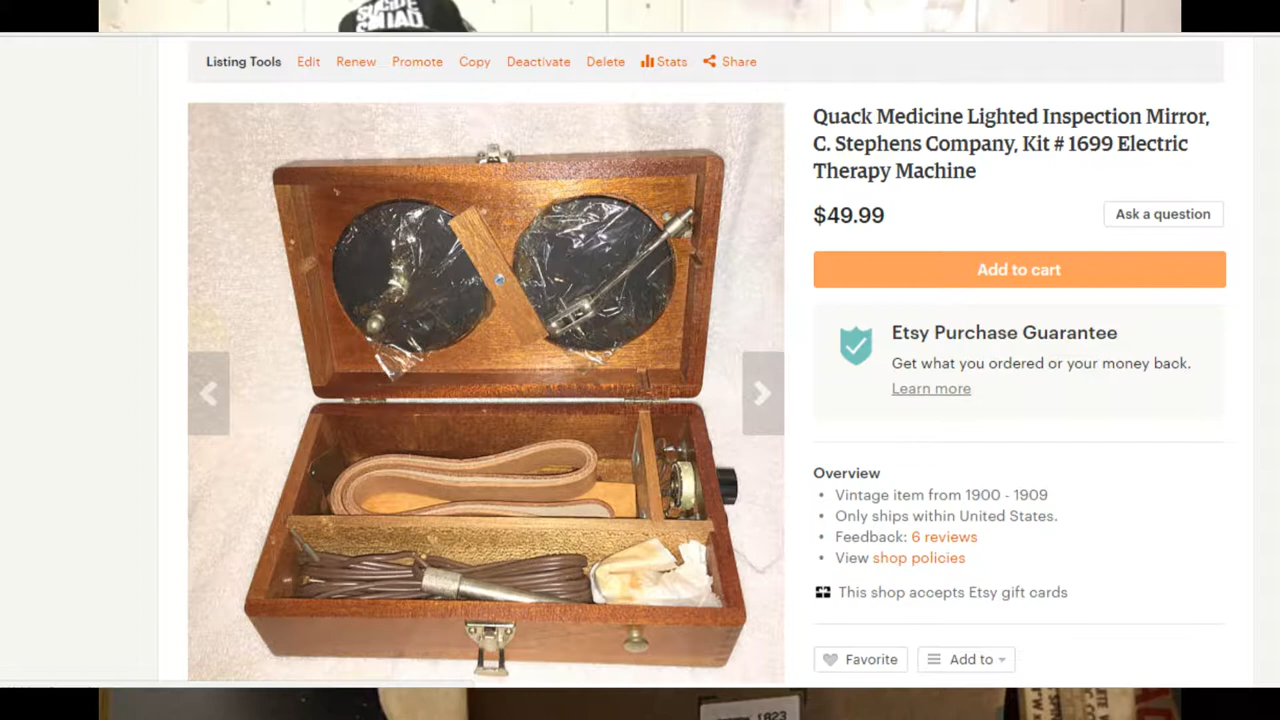 SUICIDE
SQUAD
Listing Tools Edit Renew Promote Copy Deactivate Delete Stats Share
Quack Medicine Lighted Inspection Mirror,
C. Stephens Company, Kit # 1699 Electric
Therapy Machine
$49.99
Ask a question
Add to cart
Etsy Purchase Guarantee
Get what you ordered or your money back.
Learn more
Overview
• Vintage item from 1900 - 1909
• Only ships within United States.
• Feedback: 6 reviews
• View shop policies
This shop accepts Etsy gift cards
Favorite
Add to
1823